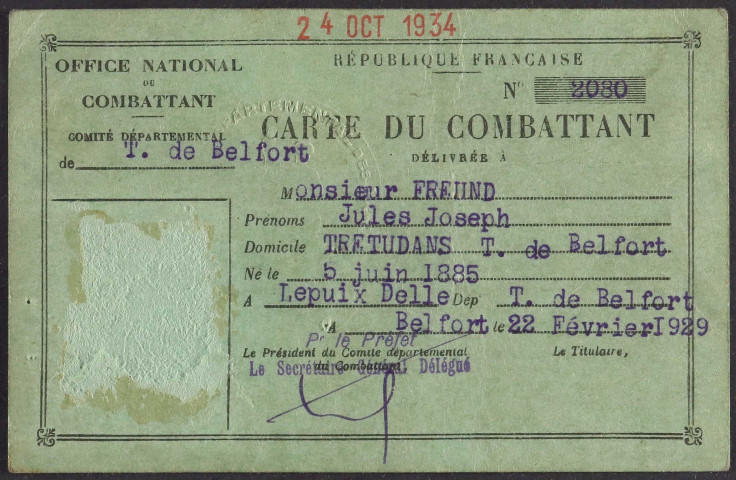 24 OCT 1934
OFFICE NATIONAL
DU
COMBATTANT
COMITÉ DÉPARTEMENTAL
de T. de Belfort
RÉPUBLIQUE FRANÇAISE
N° 2080
CARTE DU COMBATTANT
DÉLIVRÉE À
Monsieur FREUND
Prénoms Jules Joseph
Domicile TRETUDANS T. de Belfort
Né le 5 juin 1885
A Lepuix Delle Dép T. de Belfort
A Belfort le 22 Février 1929
Pr le Préfet
Le Président du Comité départemental
du Combattant
Le Secrétaire Général Délégué
Le Titulaire,